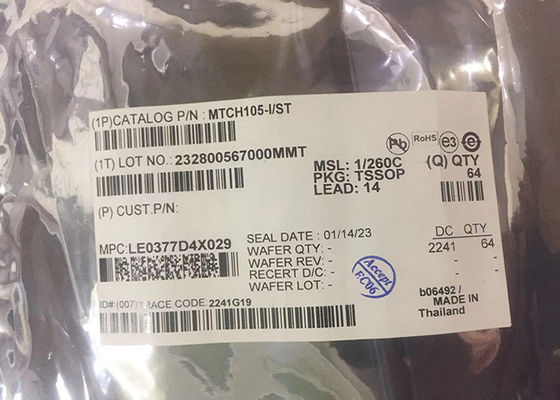 (1P)CATALOG P/N : MTCH105-I/ST
(1T) LOT NO.: 232800567000MMT
Pb RoHS e3 e
MSL: 1/260C
PKG: TSSOP
LEAD: 14
(Q) QTY
64
(P) CUST.P/N:
MPC:LE0377D4X029
SEAL DATE : 01/14/23
WAFER QTY: -
WAFER REV: -
RECERT D/C: -
WAFER LOT: -
DC QTY
2241 64
Accept
F.C06
ID# (007)TRACE CODE 2241G19
b06492 /
MADE IN
Thailand